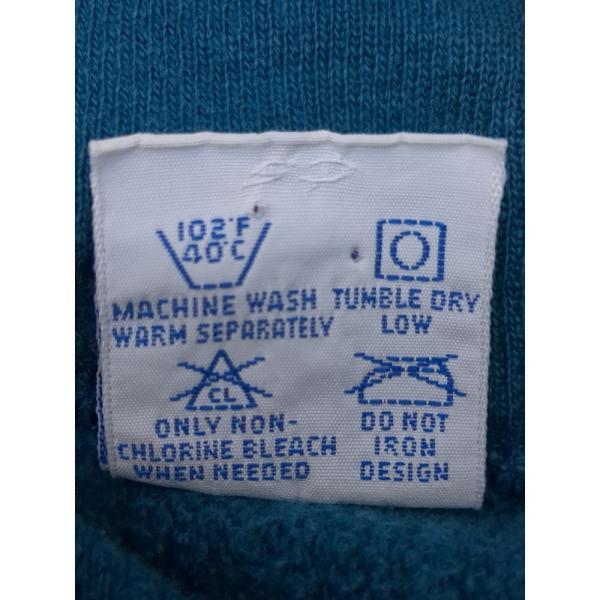 102°F
40°C
MACHINE WASH
WARM SEPARATELY
TUMBLE DRY
LOW
CL
ONLY NON-
CHLORINE BLEACH
WHEN NEEDED
DO NOT
IRON
DESIGN